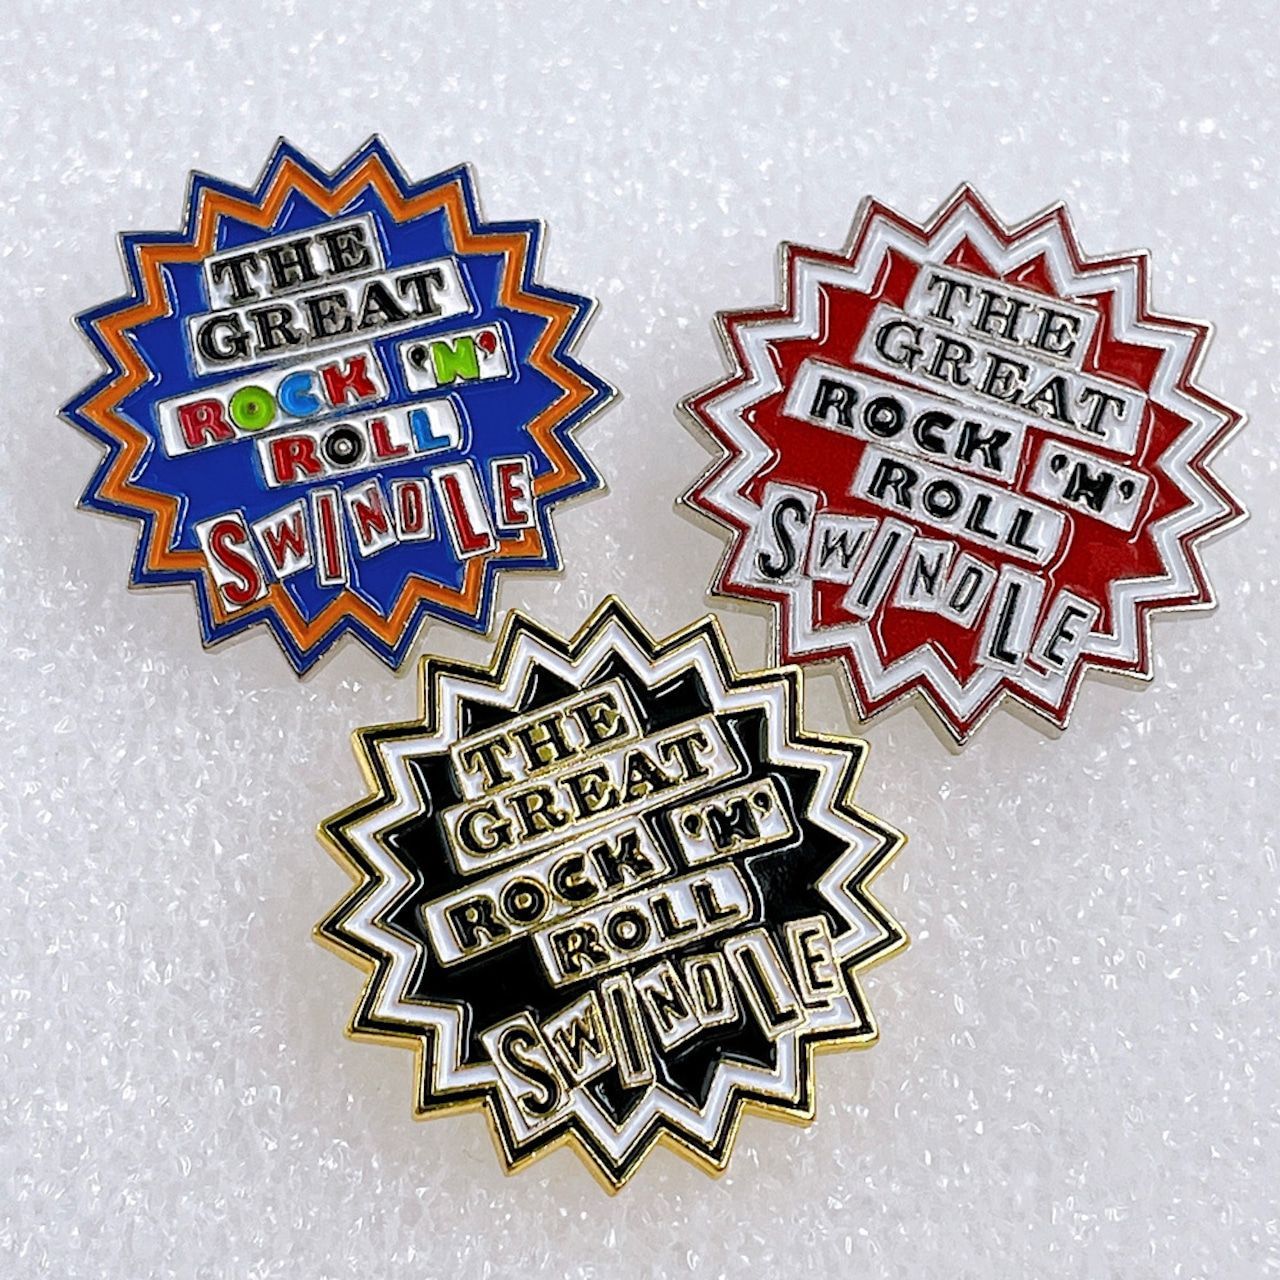 THE
GREAT
ROCK 'N'
ROLL
SWINDLE
THE
GREAT
ROCK 'N'
ROLL
SWINDLE
THE
GREAT
ROCK 'N'
ROLL
SWINDLE